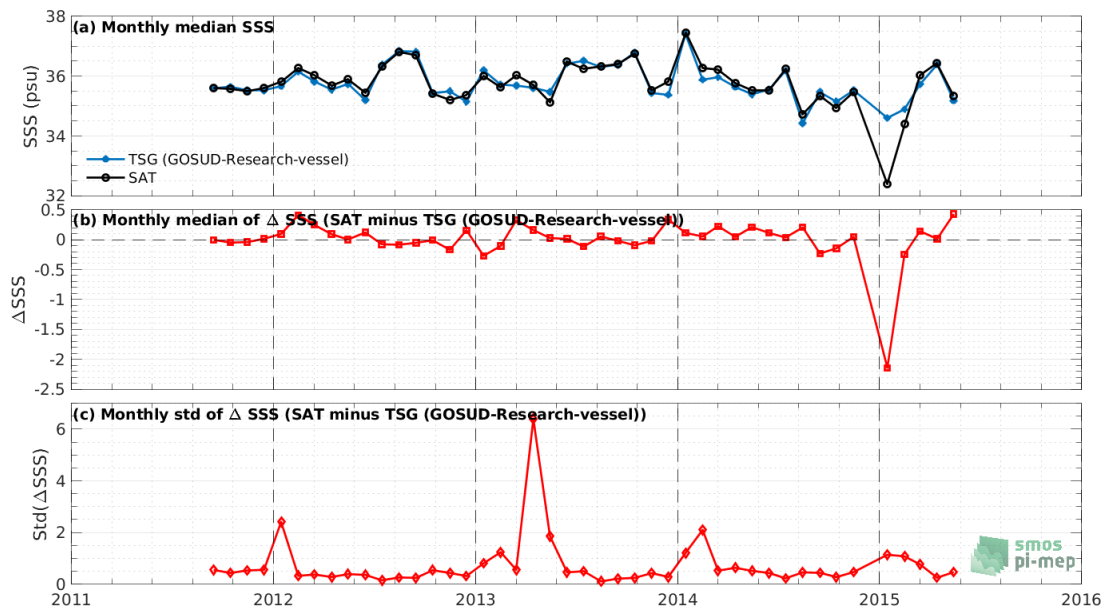 (a) Monthly median SSS
38
36
34
32
SSS (psu)
TSG (GOSUD-Research-vessel)
SAT
(b) Monthly median of Δ SSS (SAT minus TSG (GOSUD-Research-vessel))
0.5
0
-0.5
-1
-1.5
-2
-2.5
ΔSSS
(c) Monthly std of Δ SSS (SAT minus TSG (GOSUD-Research-vessel))
6
4
2
0
Std(ΔSSS)
smos
pi-mep
2011 2012 2013 2014 2015 2016